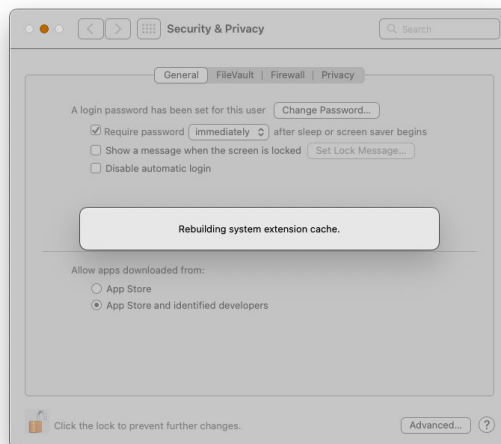 Security & Privacy
Search
General FileVault Firewall Privacy
A login password has been set for this user Change Password...
Require password immediately after sleep or screen saver begins
Show a message when the screen is locked Set Lock Message...
Disable automatic login
Rebuilding system extension cache.
Allow apps downloaded from:
App Store
App Store and identified developers
Click the lock to prevent further changes.
Advanced... ?